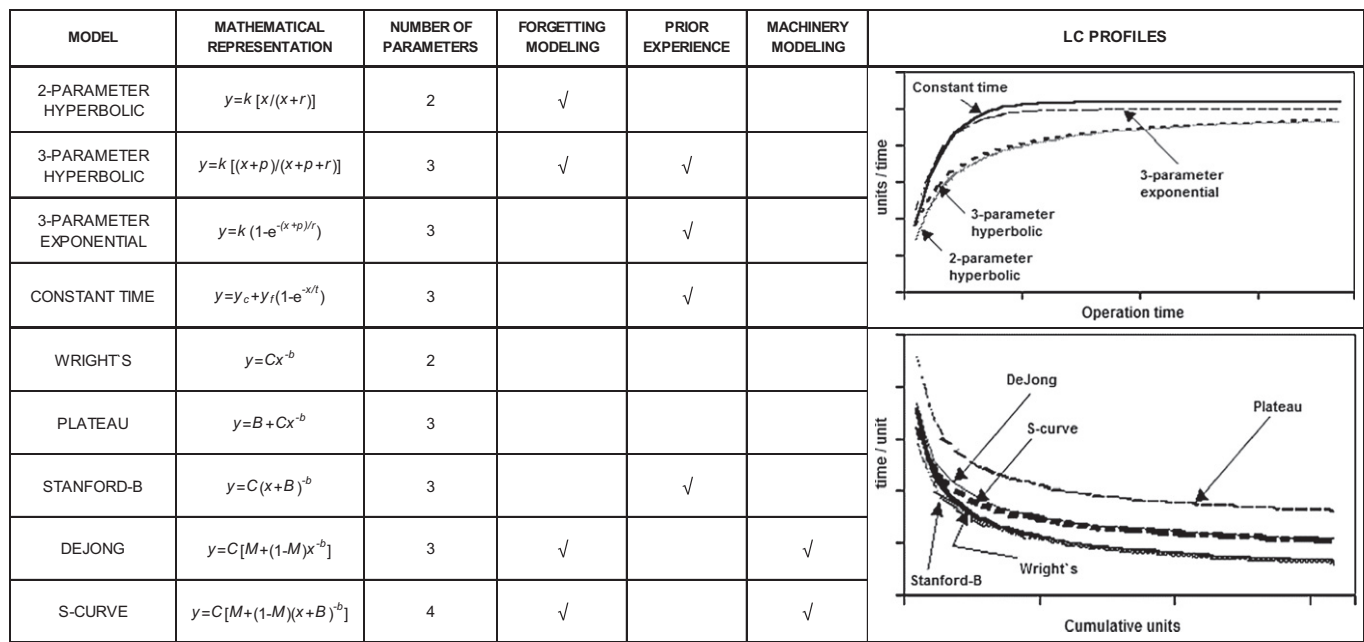 MODEL
MATHEMATICAL
REPRESENTATION
NUMBER OF
PARAMETERS
FORGETTING
MODELING
PRIOR
EXPERIENCE
MACHINERY
MODELING
LC PROFILES
2-PARAMETER
HYPERBOLIC
y=k [x/(x+r)]
2
√
3-PARAMETER
HYPERBOLIC
y=k [(x+p)/(x+p+r)]
3
√
√
3-PARAMETER
EXPONENTIAL
y=k (1-e^-(x+p)/r)
3
√
CONSTANT TIME
y=y_c+y_f(1-e^-x/t)
3
√
units / time
Constant time
3-parameter
exponential
3-parameter
hyperbolic
2-parameter
hyperbolic
Operation time
WRIGHT`S
y=Cx^-b
2
PLATEAU
y=B+Cx^-b
3
STANFORD-B
y=C(x+B)^-b
3
√
DEJONG
y=C[M+(1-M)x^-b]
3
√
√
S-CURVE
y=C[M+(1-M)(x+B)^-b]
4
√
√
time / unit
DeJong
S-curve
Plateau
Stanford-B
Wright`s
Cumulative units